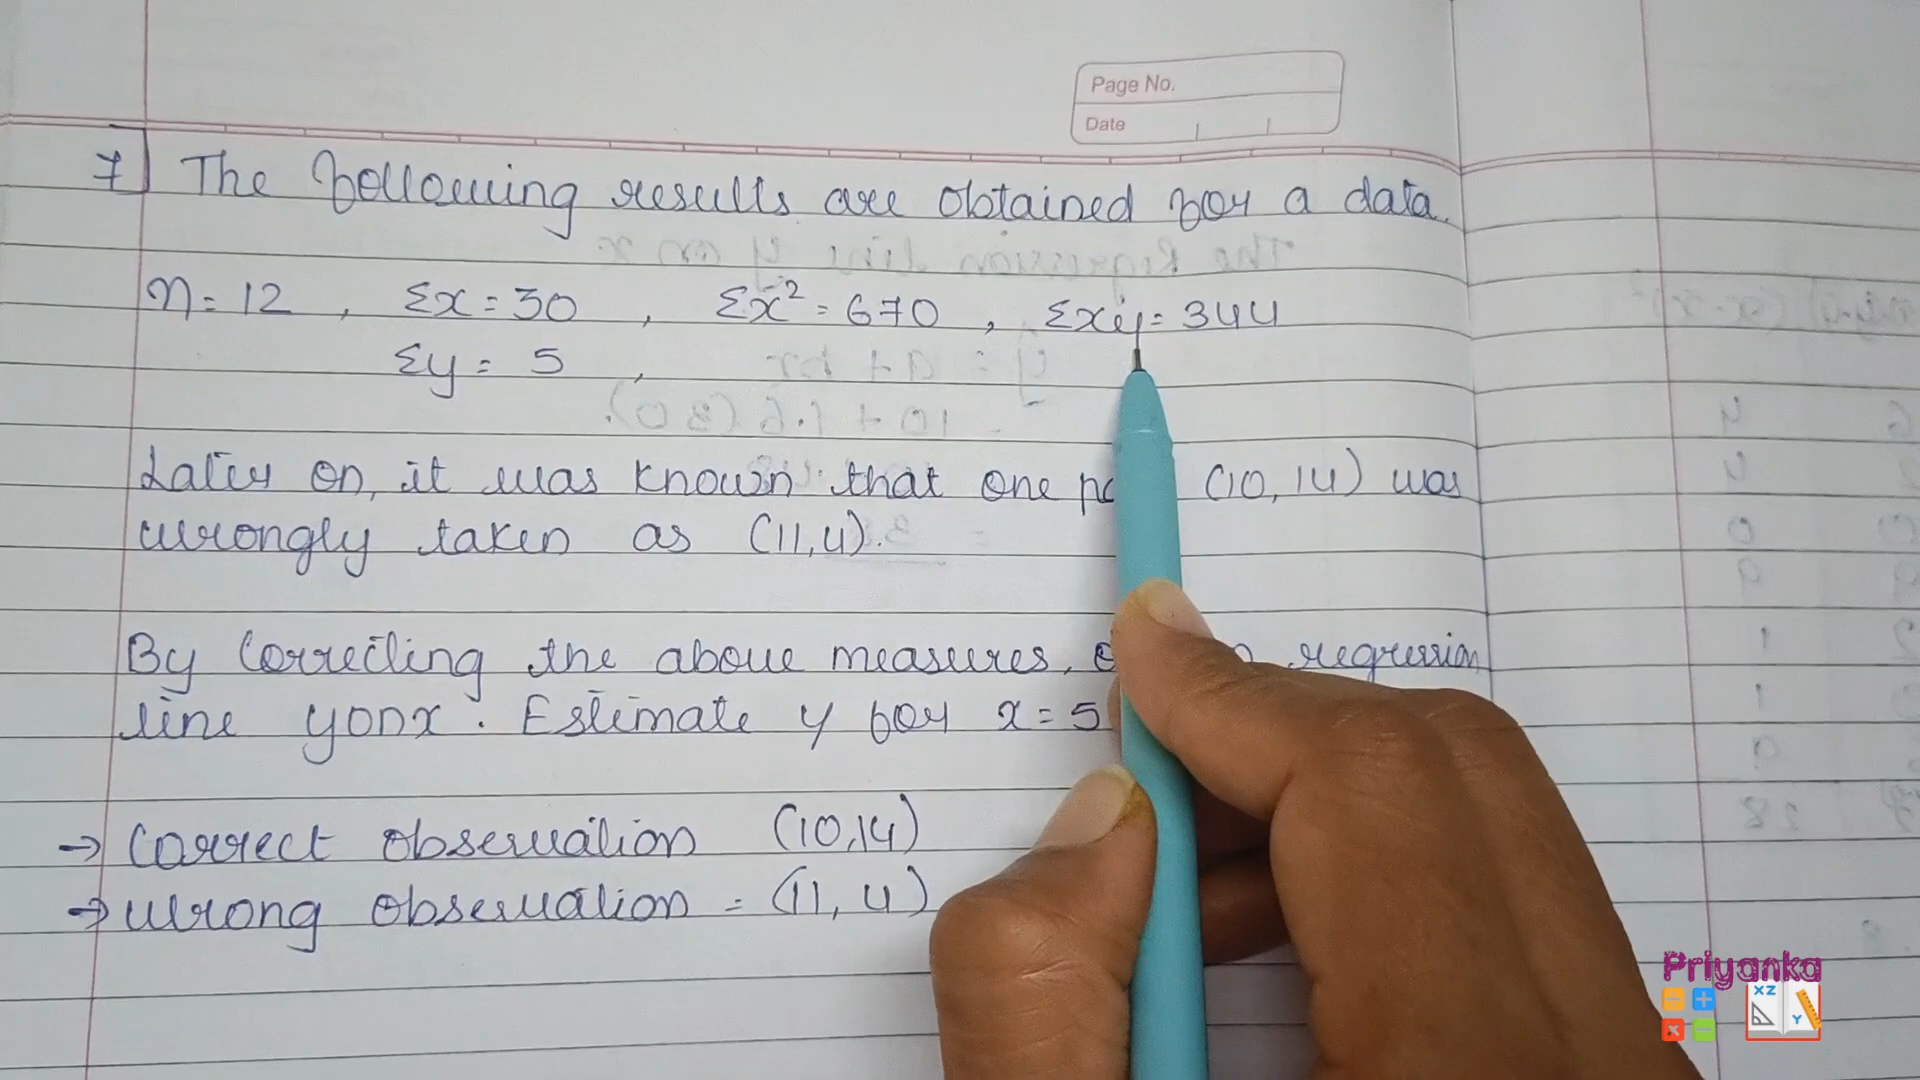 Page No.
Date
7] The following results are obtained for a data.
n = 12 , Σx = 30 , Σx² = 670 , Σxy = 344
Σy = 5 ,
Later on, it was known that one (10,14) was
wrongly taken as (11,4).
By Correcting the above measures, regression
line y on x . Estimate y for x = 5
→ Correct observation (10,14)
→ Wrong observation = (11, 4)
Priyanka
XZ
Y